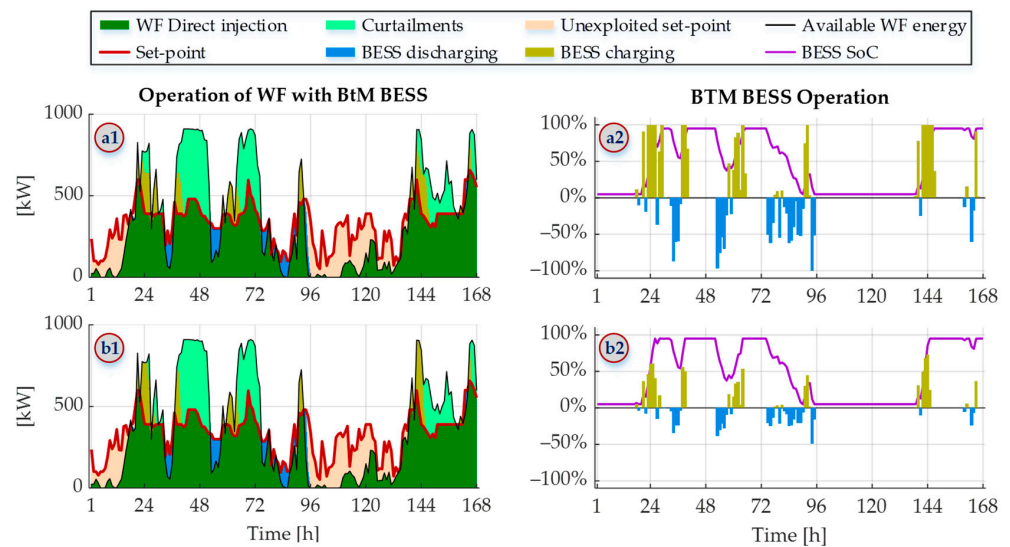 WF Direct injection Curtailments Unexploited set-point Available WF energy
Set-point BESS discharging BESS charging BESS SoC
Operation of WF with BtM BESS
BTM BESS Operation
1000
500
0
[kW]
a1
1 24 48 72 96 120 144 168
100%
50%
0%
−50%
−100%
a2
1 24 48 72 96 120 144 168
1000
500
0
[kW]
b1
1 24 48 72 96 120 144 168
Time [h]
100%
50%
0%
−50%
−100%
b2
1 24 48 72 96 120 144 168
Time [h]